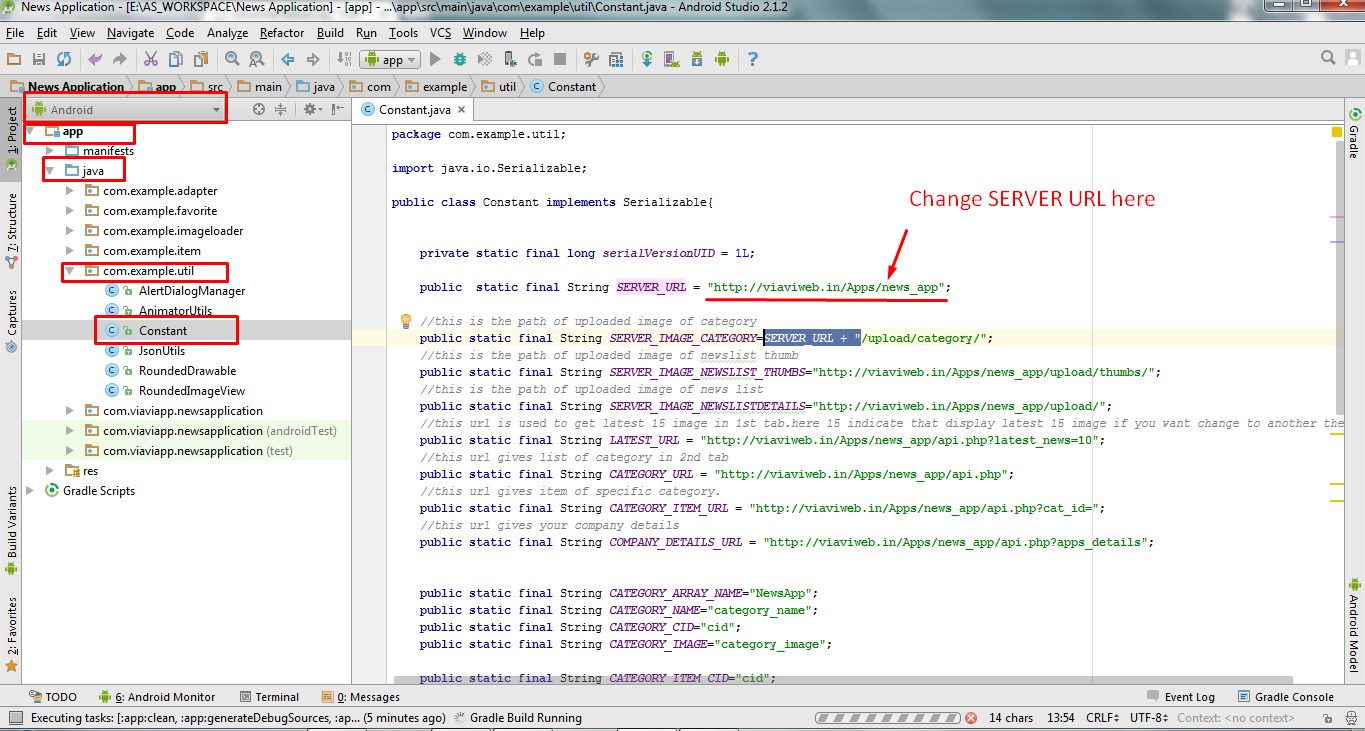 News Application - [E:\AS_WORKSPACE\News Application] - [app] - ...\app\src\main\java\com\example\util\Constant.java - Android Studio 2.1.2
File Edit View Navigate Code Analyze Refactor Build Run Tools VCS Window Help
app
News Application app src main java com example util Constant
1: Project
7: Structure
Captures
Build Variants
2: Favorites
Android
app
manifests
java
com.example.adapter
com.example.favorite
com.example.imageloader
com.example.item
com.example.util
AlertDialogManager
AnimatorUtils
Constant
JsonUtils
RoundedDrawable
RoundedImageView
com.viaviapp.newsapplication
com.viaviapp.newsapplication (androidTest)
com.viaviapp.newsapplication (test)
res
Gradle Scripts
Constant.java
package com.example.util;
import java.io.Serializable;
Change SERVER URL here
public class Constant implements Serializable{
private static final long serialVersionUID = 1L;
public  static final String SERVER_URL = "http://viaviweb.in/Apps/news_app";
//this is the path of uploaded image of category
public static final String SERVER_IMAGE_CATEGORY=SERVER_URL + "/upload/category/";
//this is the path of uploaded image of newslist thumb
public static final String SERVER_IMAGE_NEWSLIST_THUMBS="http://viaviweb.in/Apps/news_app/upload/thumbs/";
//this is the path of uploaded image of news list
public static final String SERVER_IMAGE_NEWSLISTDETAILS="http://viaviweb.in/Apps/news_app/upload/";
//this url is used to get latest 15 image in 1st tab.here 15 indicate that display latest 15 image if you want change to another the
public static final String LATEST_URL = "http://viaviweb.in/Apps/news_app/api.php?latest_news=10";
//this url gives list of category in 2nd tab
public static final String CATEGORY_URL = "http://viaviweb.in/Apps/news_app/api.php";
//this url gives item of specific category.
public static final String CATEGORY_ITEM_URL = "http://viaviweb.in/Apps/news_app/api.php?cat_id=";
//this url gives your company details
public static final String COMPANY_DETAILS_URL = "http://viaviweb.in/Apps/news_app/api.php?apps_details";
public static final String CATEGORY_ARRAY_NAME="NewsApp";
public static final String CATEGORY_NAME="category_name";
public static final String CATEGORY_CID="cid";
public static final String CATEGORY_IMAGE="category_image";
public static final String CATEGORY_ITEM_CID="cid";
Gradle
Android Model
TODO 6: Android Monitor Terminal 0: Messages Event Log Gradle Console
Executing tasks: [:app:clean, :app:generateDebugSources, :ap... (5 minutes ago) Gradle Build Running 14 chars 13:54 CRLF UTF-8 Context: <no context>